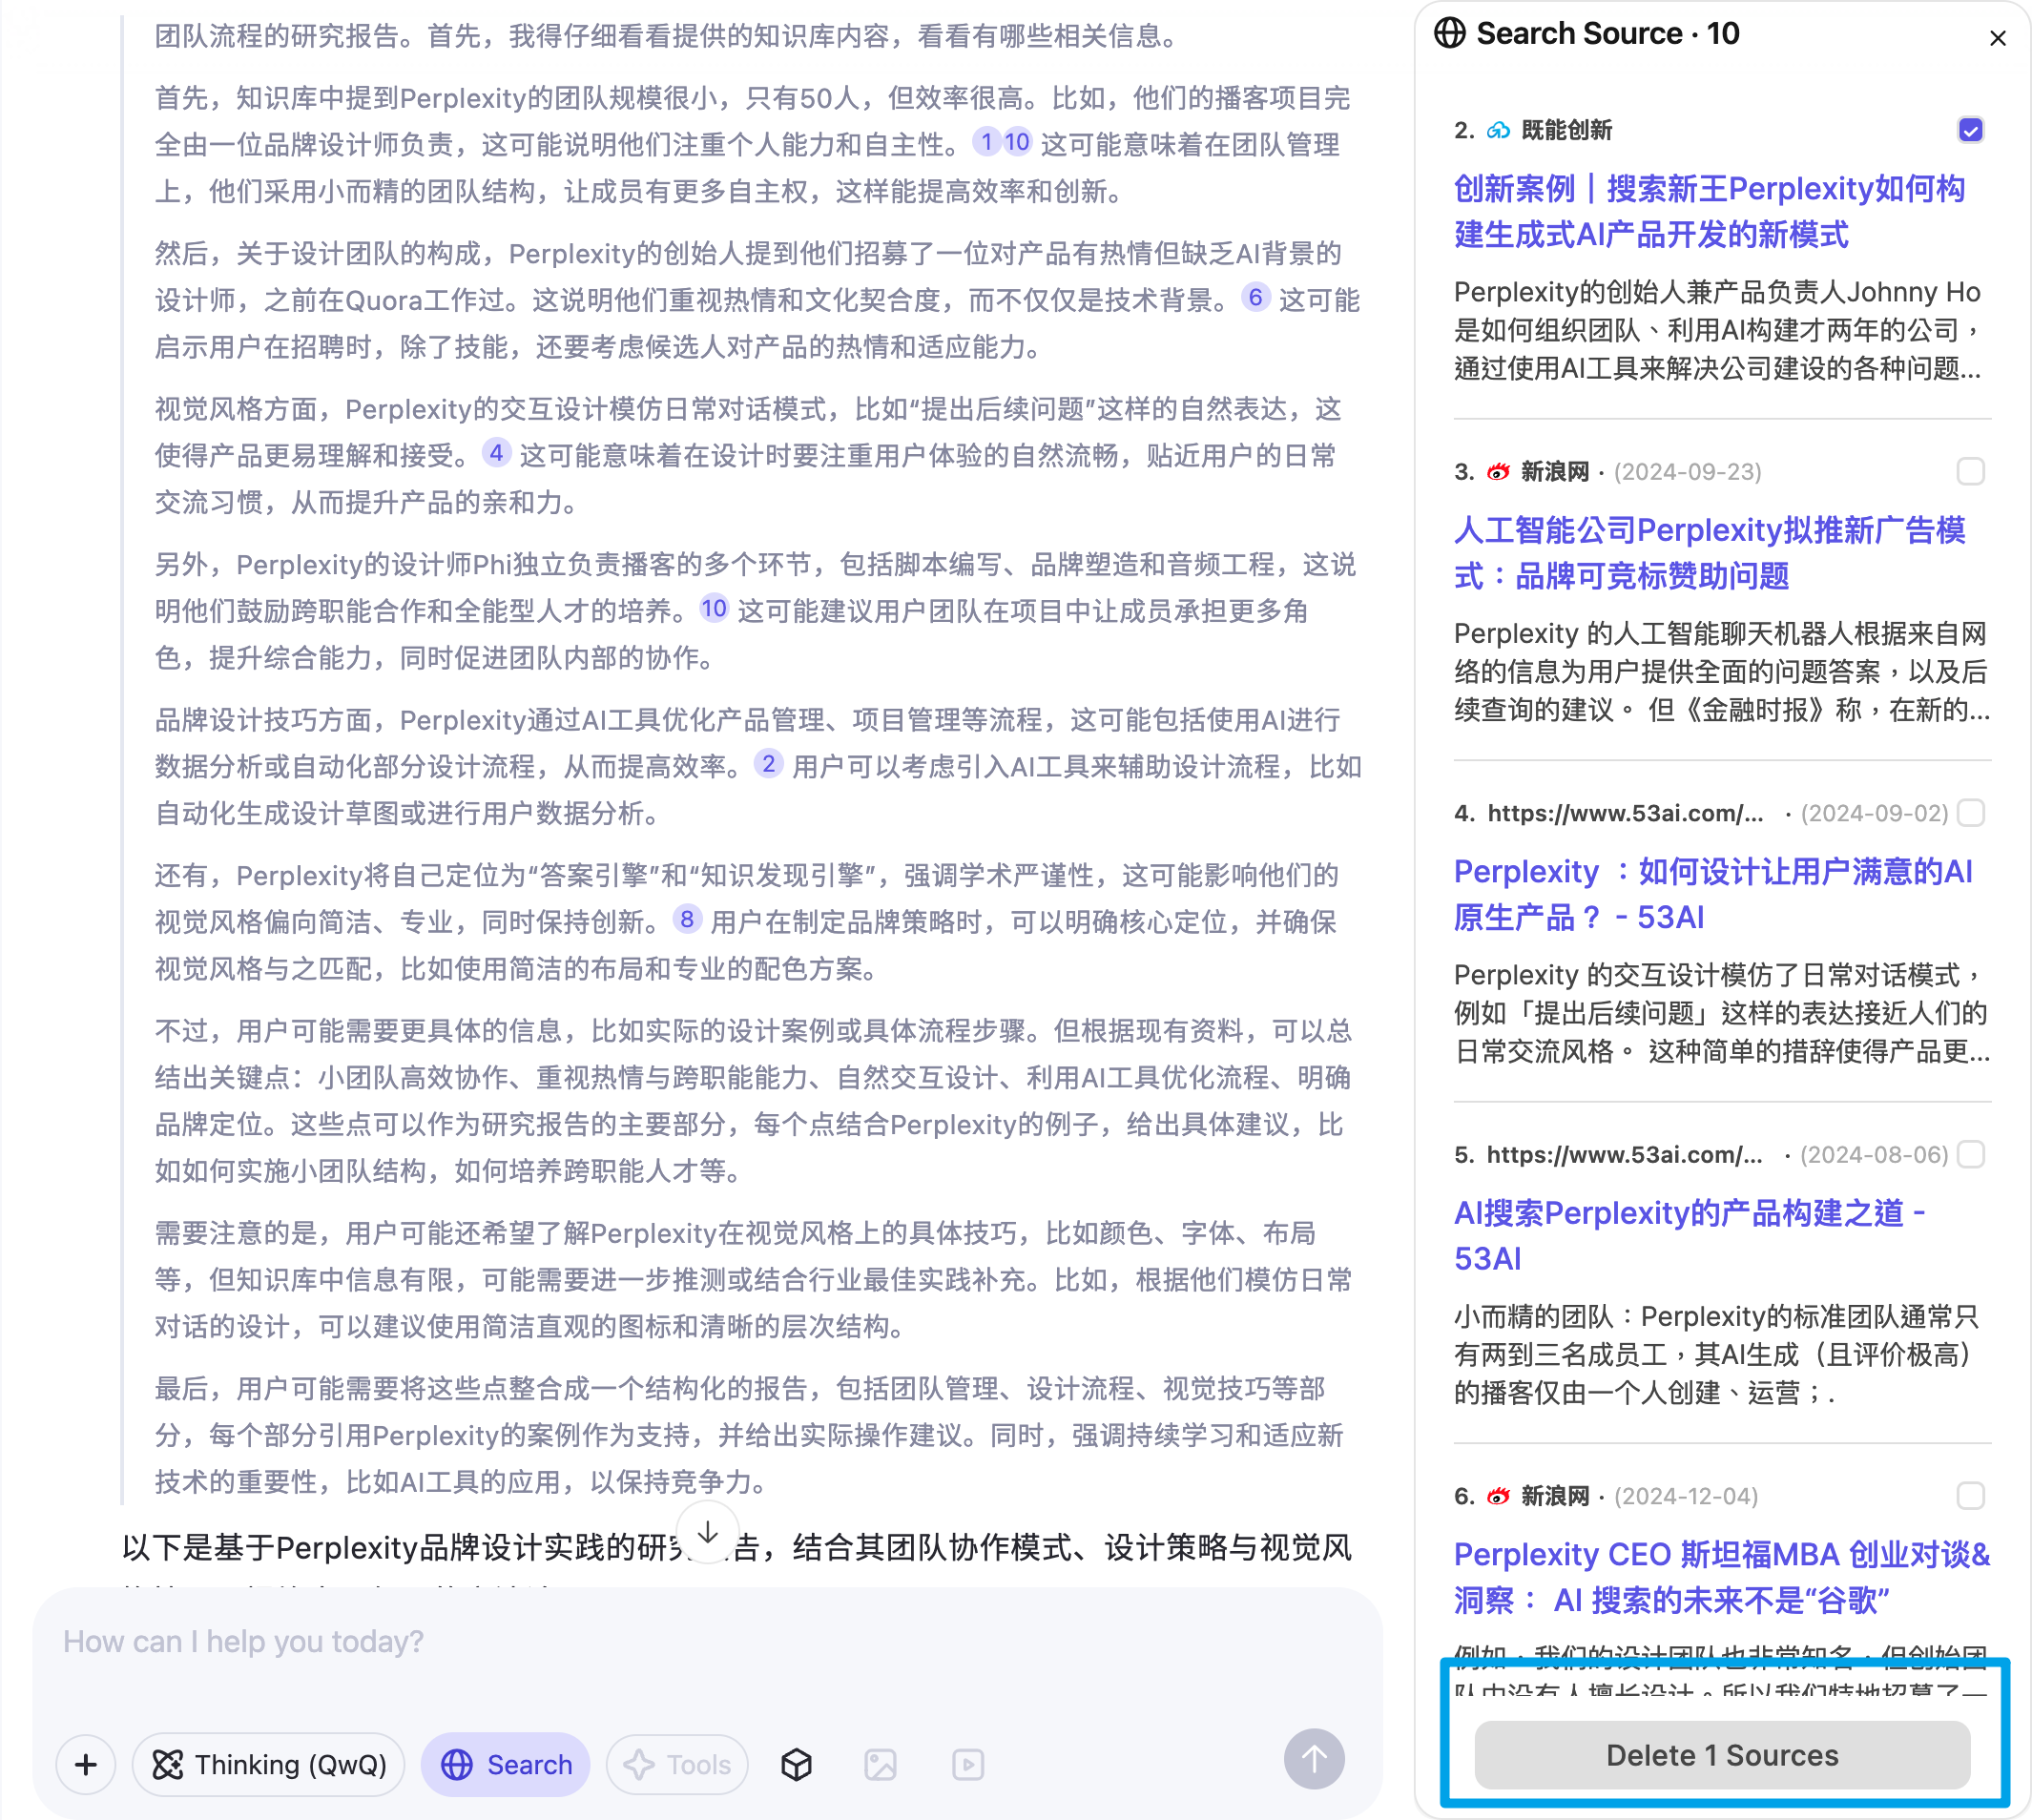 团队流程的研究报告。首先，我得仔细看看提供的知识库内容，看看有哪些相关信息。
首先，知识库中提到Perplexity的团队规模很小，只有50人，但效率很高。比如，他们的播客项目完
全由一位品牌设计师负责，这可能说明他们注重个人能力和自主性。 1 10 这可能意味着在团队管理
上，他们采用小而精的团队结构，让成员有更多自主权，这样能提高效率和创新。
然后，关于设计团队的构成，Perplexity的创始人提到他们招募了一位对产品有热情但缺乏AI背景的
设计师，之前在Quora工作过。这说明他们重视热情和文化契合度，而不仅仅是技术背景。 6 这可能
启示用户在招聘时，除了技能，还要考虑候选人对产品的热情和适应能力。
视觉风格方面，Perplexity的交互设计模仿日常对话模式，比如“提出后续问题”这样的自然表达，这
使得产品更易理解和接受。 4 这可能意味着在设计时要注重用户体验的自然流畅，贴近用户的日常
交流习惯，从而提升产品的亲和力。
另外，Perplexity的设计师Phi独立负责播客的多个环节，包括脚本编写、品牌塑造和音频工程，这说
明他们鼓励跨职能合作和全能型人才的培养。 10 这可能建议用户团队在项目中让成员承担更多角
色，提升综合能力，同时促进团队内部的协作。
品牌设计技巧方面，Perplexity通过AI工具优化产品管理、项目管理等流程，这可能包括使用AI进行
数据分析或自动化部分设计流程，从而提高效率。 2 用户可以考虑引入AI工具来辅助设计流程，比如
自动化生成设计草图或进行用户数据分析。
还有，Perplexity将自己定位为“答案引擎”和“知识发现引擎”，强调学术严谨性，这可能影响他们的
视觉风格偏向简洁、专业，同时保持创新。 8 用户在制定品牌策略时，可以明确核心定位，并确保
视觉风格与之匹配，比如使用简洁的布局和专业的配色方案。
不过，用户可能需要更具体的信息，比如实际的设计案例或具体流程步骤。但根据现有资料，可以总
结出关键点：小团队高效协作、重视热情与跨职能能力、自然交互设计、利用AI工具优化流程、明确
品牌定位。这些点可以作为研究报告的主要部分，每个点结合Perplexity的例子，给出具体建议，比
如如何实施小团队结构，如何培养跨职能人才等。
需要注意的是，用户可能还希望了解Perplexity在视觉风格上的具体技巧，比如颜色、字体、布局
等，但知识库中信息有限，可能需要进一步推测或结合行业最佳实践补充。比如，根据他们模仿日常
对话的设计，可以建议使用简洁直观的图标和清晰的层次结构。
最后，用户可能需要将这些点整合成一个结构化的报告，包括团队管理、设计流程、视觉技巧等部
分，每个部分引用Perplexity的案例作为支持，并给出实际操作建议。同时，强调持续学习和适应新
技术的重要性，比如AI工具的应用，以保持竞争力。
以下是基于Perplexity品牌设计实践的研究 告，结合其团队协作模式、设计策略与视觉风
How can I help you today?
Thinking (QwQ)
Search
Tools
Search Source · 10
2. 既能创新
创新案例｜搜索新王Perplexity如何构
建生成式AI产品开发的新模式
Perplexity的创始人兼产品负责人Johnny Ho
是如何组织团队、利用AI构建才两年的公司，
通过使用AI工具来解决公司建设的各种问题...
3. 新浪网 · (2024-09-23)
人工智能公司Perplexity拟推新广告模
式：品牌可竞标赞助问题
Perplexity 的人工智能聊天机器人根据来自网
络的信息为用户提供全面的问题答案，以及后
续查询的建议。 但《金融时报》称，在新的...
4. https://www.53ai.com/... · (2024-09-02)
Perplexity ：如何设计让用户满意的AI
原生产品？ - 53AI
Perplexity 的交互设计模仿了日常对话模式，
例如「提出后续问题」这样的表达接近人们的
日常交流风格。 这种简单的措辞使得产品更...
5. https://www.53ai.com/... · (2024-08-06)
AI搜索Perplexity的产品构建之道 -
53AI
小而精的团队：Perplexity的标准团队通常只
有两到三名成员工，其AI生成（且评价极高）
的播客仅由一个人创建、运营；.
6. 新浪网 · (2024-12-04)
Perplexity CEO 斯坦福MBA 创业对谈&
洞察： AI 搜索的未来不是“谷歌”
例如，我们的设计团队也非常知名，但创始团
队中没有人擅长设计。所以我们特地招募了一
Delete 1 Sources